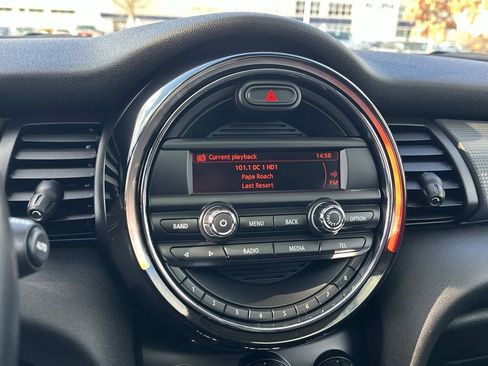 Current playback 14:58
101.1 DC 1 HD1
Papa Roach
Last Resort FM
BAND MENU BACK OPTION
RADIO MEDIA TEL
1 2 3 4 5 6 7 8